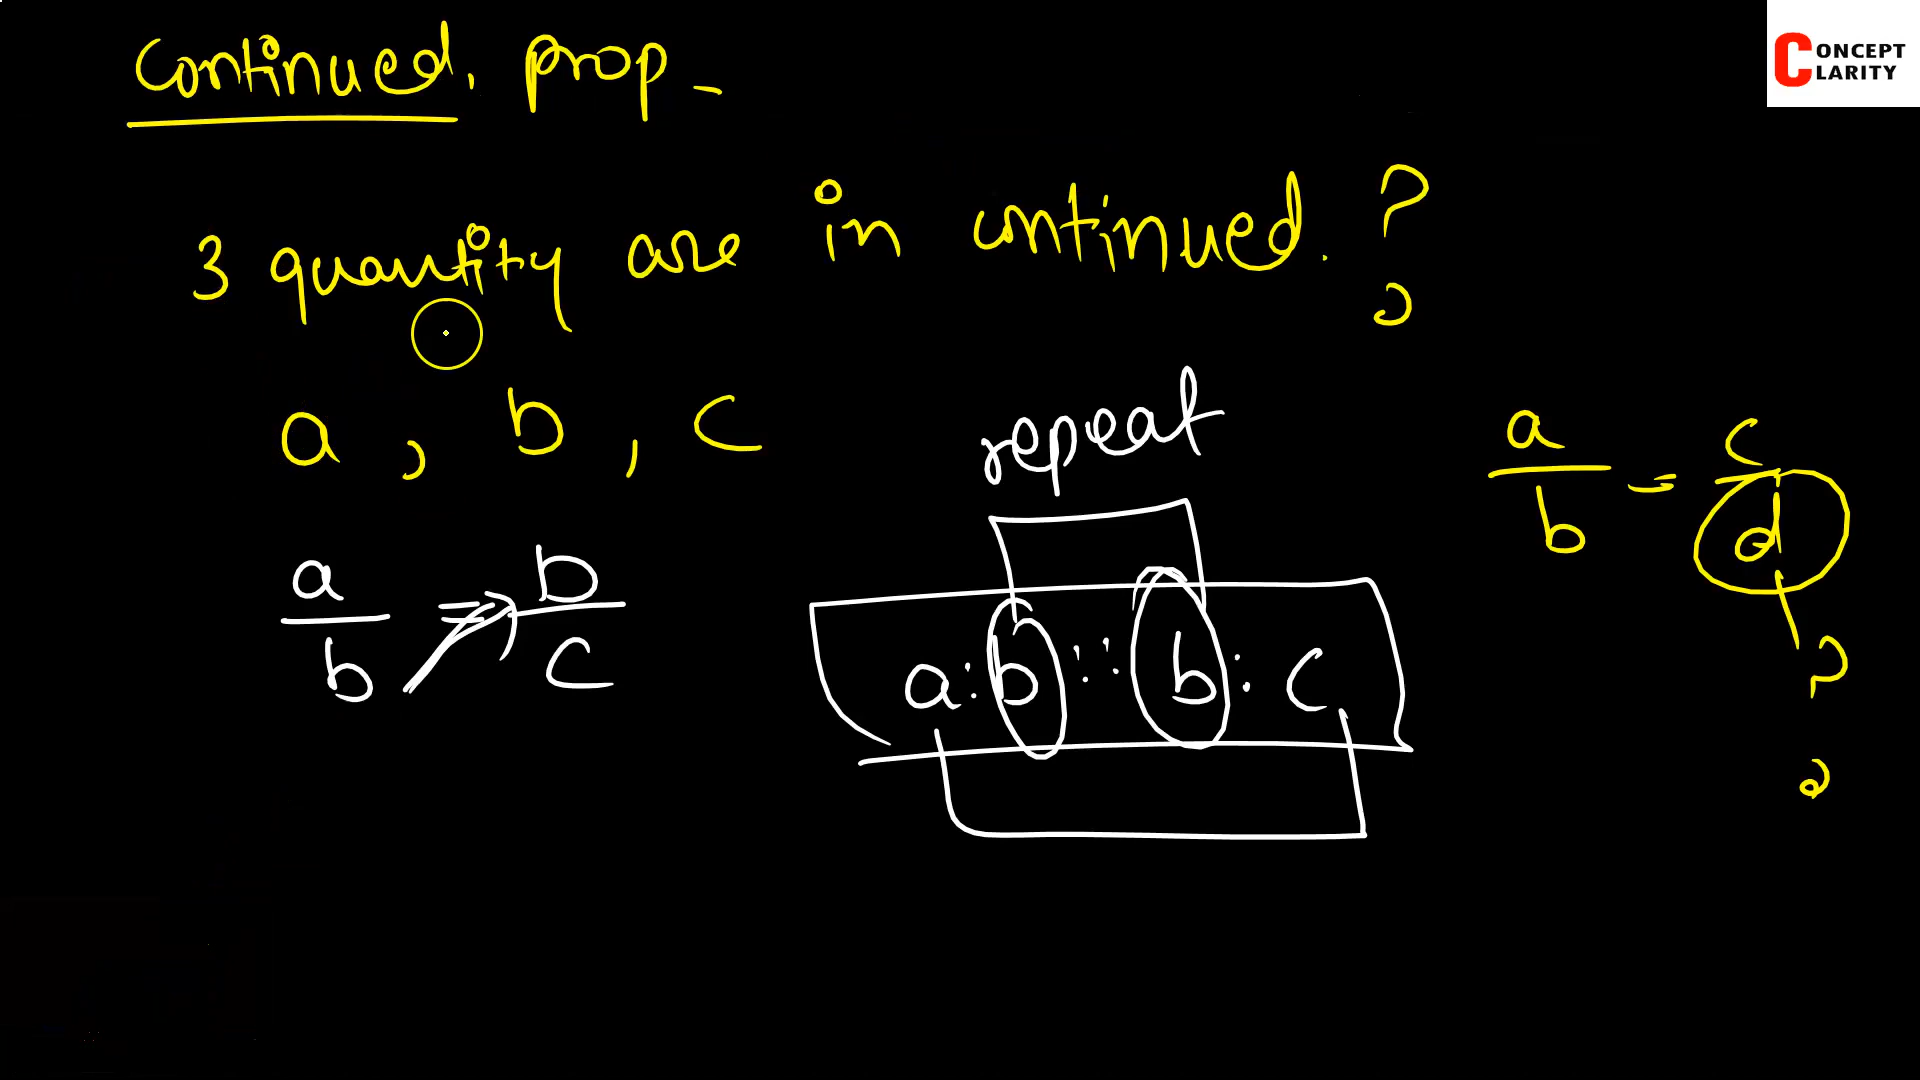 continued. prop -
CONCEPT
CLARITY
3 quantity are in continued. ?
a , b , c
repeat
a/b = c/d
?
a/b = b/c
a : b :: b : c